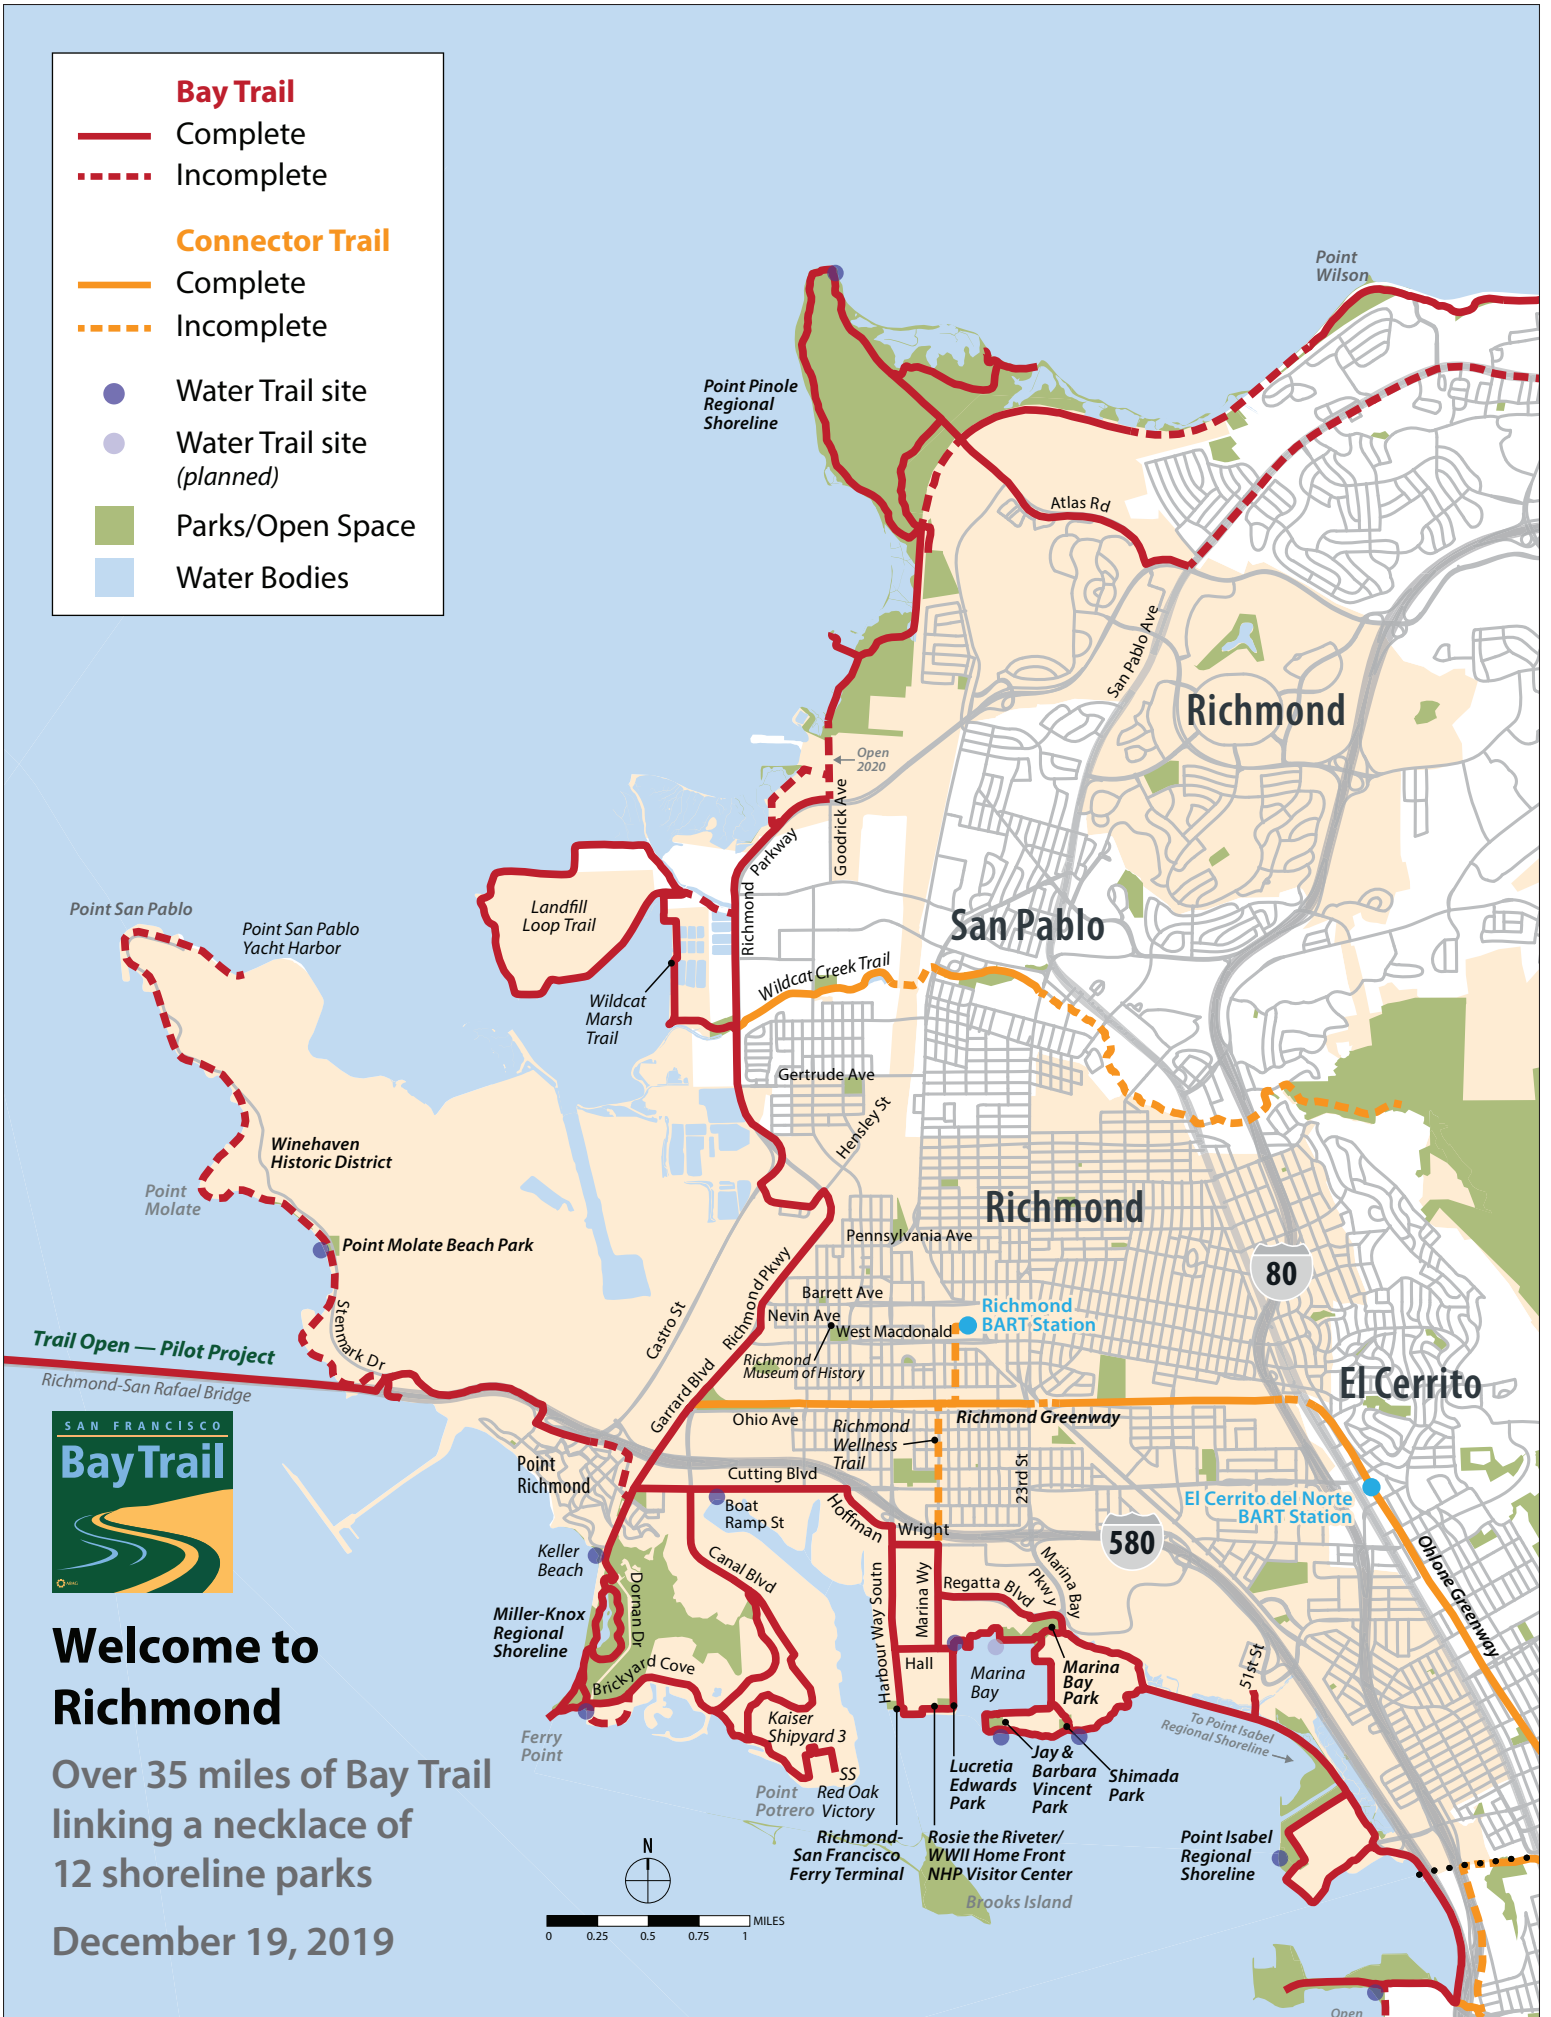 Bay Trail
Complete
Incomplete
Connector Trail
Complete
Incomplete
Water Trail site
Water Trail site
(planned)
Parks/Open Space
Water Bodies
Point
Wilson
Point Pinole
Regional
Shoreline
Atlas Rd
San Pablo Ave
Richmond
Open
2020
Goodrick Ave
Parkway
Richmond
Landfill
Loop Trail
San Pablo
Point San Pablo
Point San Pablo
Yacht Harbor
Wildcat Creek Trail
Wildcat
Marsh
Trail
Gertrude Ave
Hensley St
Winehaven
Historic District
Point
Molate
Richmond
Pennsylvania Ave
Point Molate Beach Park
80
Richmond Pkwy
Barrett Ave
Nevin Ave
West Macdonald
Richmond
BART Station
Castro St
Stenmark Dr
Richmond
Museum of History
Trail Open — Pilot Project
Richmond-San Rafael Bridge
El Cerrito
Garrard Blvd
Ohio Ave
Richmond Greenway
Richmond
Wellness
Trail
SAN FRANCISCO
Bay Trail
Point
Richmond
Cutting Blvd
23rd St
Boat
Ramp St
Hoffman
Wright
El Cerrito del Norte
BART Station
580
Ohlone Greenway
Keller
Beach
Canal Blvd
Dornan Dr
Harbour Way South
Marina Wy
Regatta Blvd
Marina Bay
Pkwy
Miller-Knox
Regional
Shoreline
Welcome to
Richmond
Brickyard Cove
Hall
Marina
Bay
Marina
Bay
Park
51st St
To Point Isabel
Regional Shoreline
Ferry
Point
Kaiser
Shipyard 3
SS
Red Oak
Victory
Point
Potrero
Lucretia
Edwards
Park
Jay &
Barbara
Vincent
Park
Shimada
Park
Over 35 miles of Bay Trail
linking a necklace of
12 shoreline parks
Richmond-
San Francisco
Ferry Terminal
Rosie the Riveter/
WWII Home Front
NHP Visitor Center
Point Isabel
Regional
Shoreline
Brooks Island
N
MILES
0 0.25 0.5 0.75 1
December 19, 2019
Open